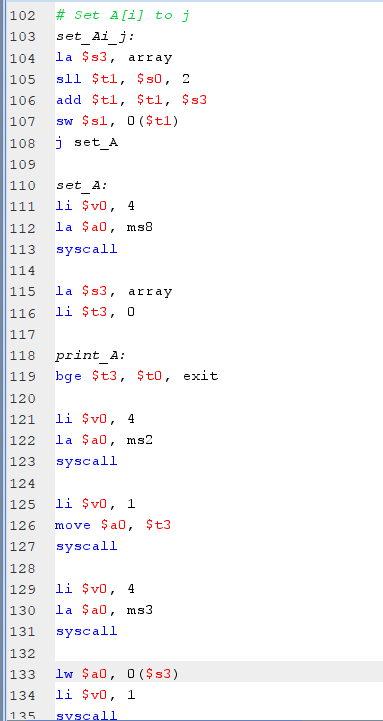 102 # Set A[i] to j
103 set_Ai_j:
104 la $s3, array
105 sll $t1, $s0, 2
106 add $t1, $t1, $s3
107 sw $s1, 0($t1)
108 j set_A
109
110 set_A:
111 li $v0, 4
112 la $a0, ms8
113 syscall
114
115 la $s3, array
116 li $t3, 0
117
118 print_A:
119 bge $t3, $t0, exit
120
121 li $v0, 4
122 la $a0, ms2
123 syscall
124
125 li $v0, 1
126 move $a0, $t3
127 syscall
128
129 li $v0, 4
130 la $a0, ms3
131 syscall
132
133 lw $a0, 0($s3)
134 li $v0, 1
135 syscall